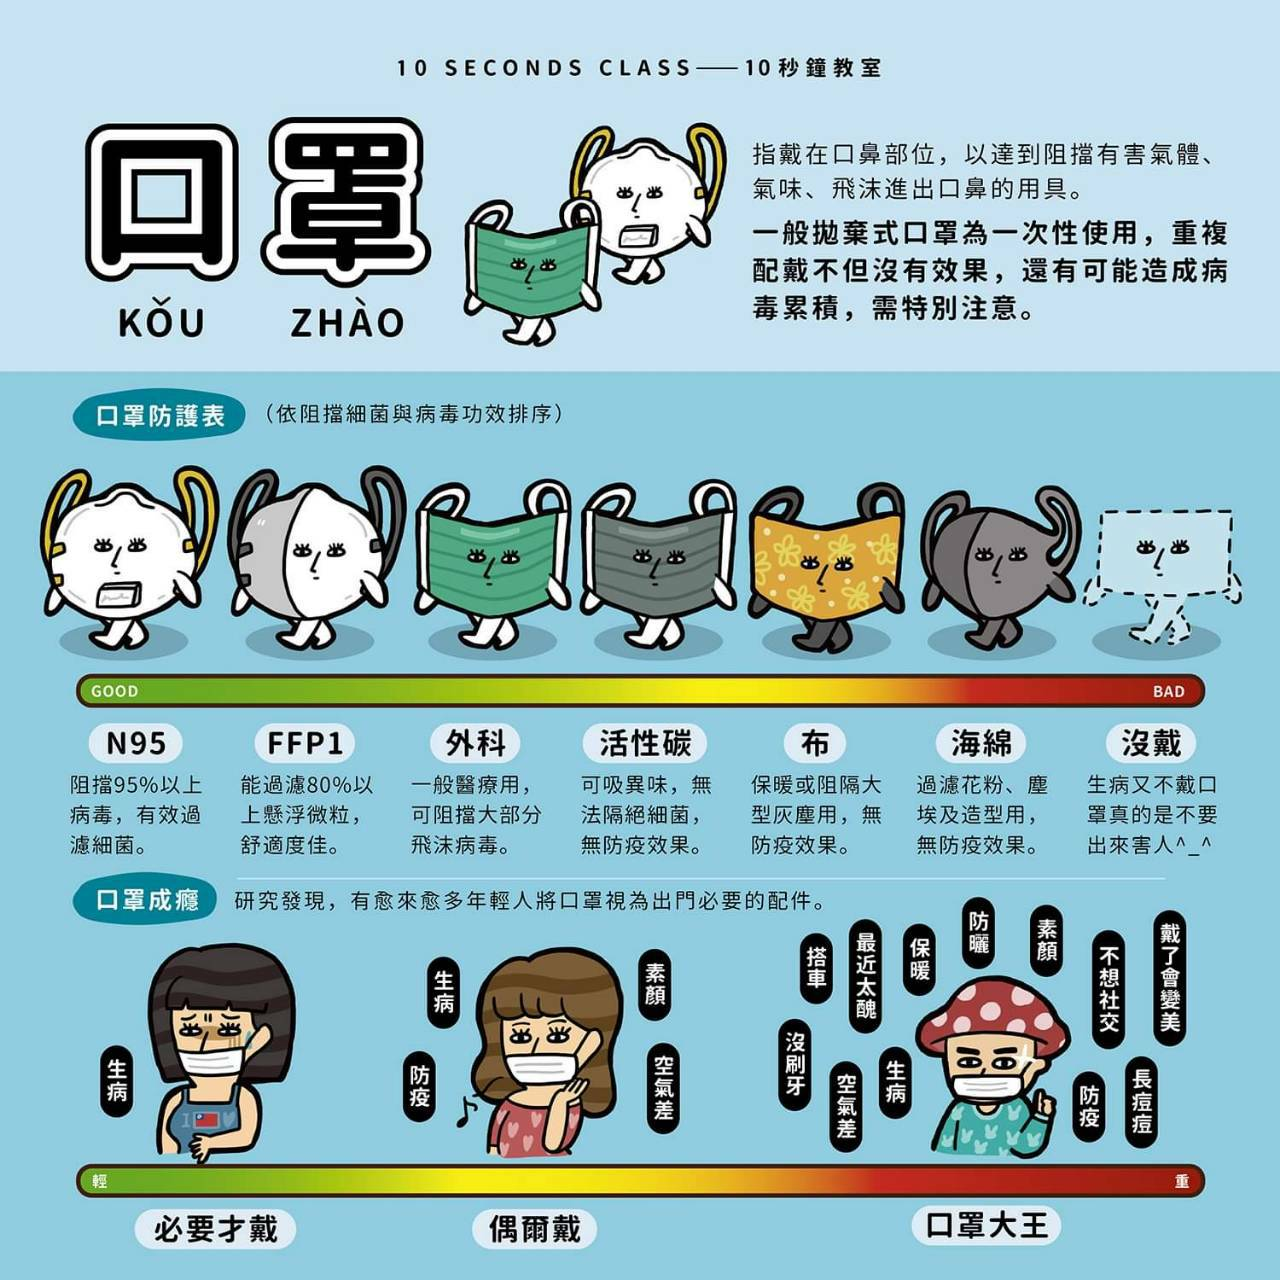 10 SECONDS CLASS——10秒鐘教室
口罩
KǑU ZHÀO
指戴在口鼻部位，以達到阻擋有害氣體、
氣味、飛沫進出口鼻的用具。
一般拋棄式口罩為一次性使用，重複
配戴不但沒有效果，還有可能造成病
毒累積，需特別注意。
口罩防護表
（依阻擋細菌與病毒功效排序）
GOOD
BAD
N95
阻擋95%以上
病毒，有效過
濾細菌。
FFP1
能過濾80%以
上懸浮微粒，
舒適度佳。
外科
一般醫療用，
可阻擋大部分
飛沫病毒。
活性碳
可吸異味，無
法隔絕細菌，
無防疫效果。
布
保暖或阻隔大
型灰塵用，無
防疫效果。
海綿
過濾花粉、塵
埃及造型用，
無防疫效果。
沒戴
生病又不戴口
罩真的是不要
出來害人^_^
口罩成癮
研究發現，有愈來愈多年輕人將口罩視為出門必要的配件。
生病
I
生病
防疫
素顏
空氣差
搭車
最近太醜
保暖
防曬
素顏
不想社交
戴了會變美
沒刷牙
空氣差
生病
防疫
長痘痘
輕
重
必要才戴
偶爾戴
口罩大王